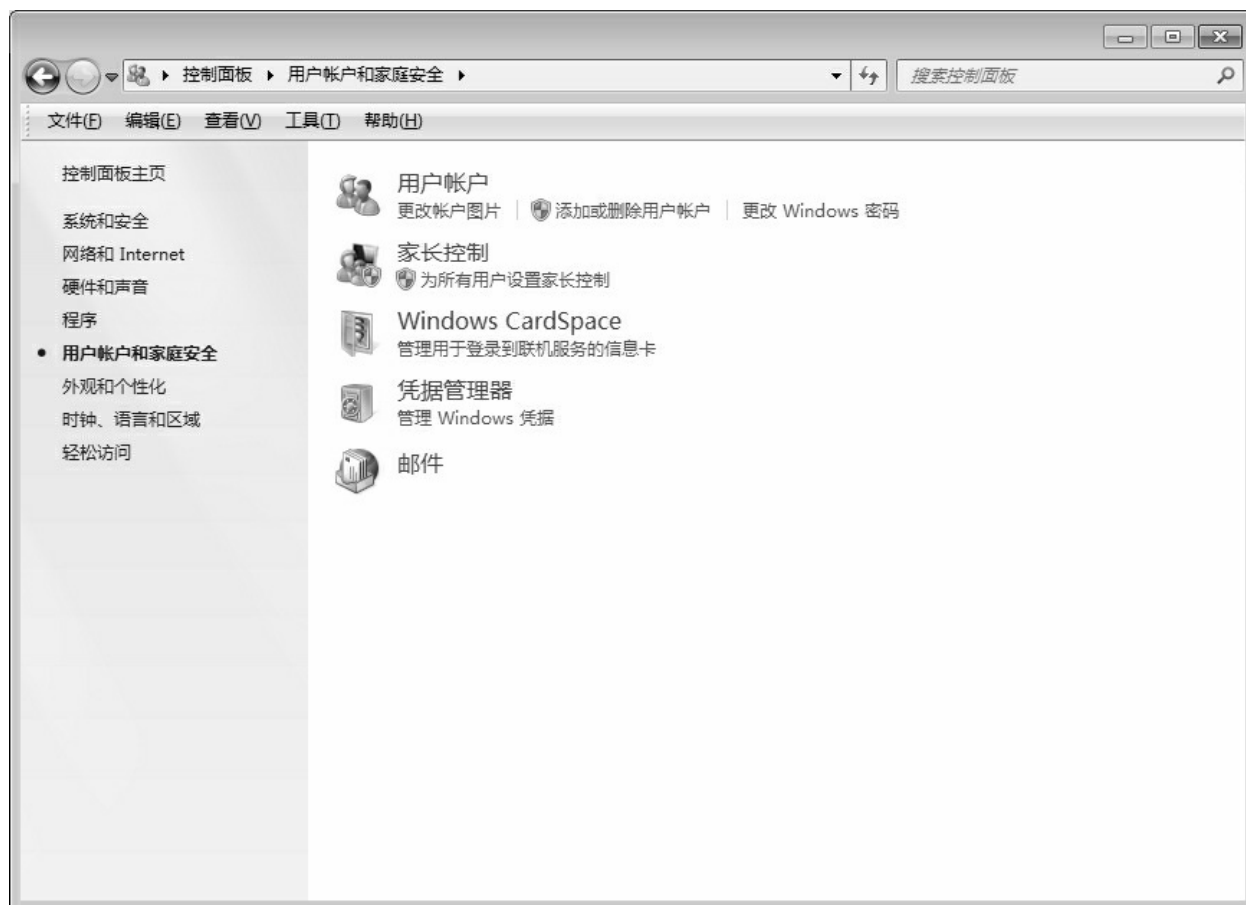 控制面板 用户帐户和家庭安全 搜索控制面板
文件(F) 编辑(E) 查看(V) 工具(T) 帮助(H)
控制面板主页
系统和安全
网络和 Internet
硬件和声音
程序
用户帐户和家庭安全
外观和个性化
时钟、语言和区域
轻松访问
用户帐户
更改帐户图片 添加或删除用户帐户 更改 Windows 密码
家长控制
为所有用户设置家长控制
Windows CardSpace
管理用于登录到联机服务的信息卡
凭据管理器
管理 Windows 凭据
邮件